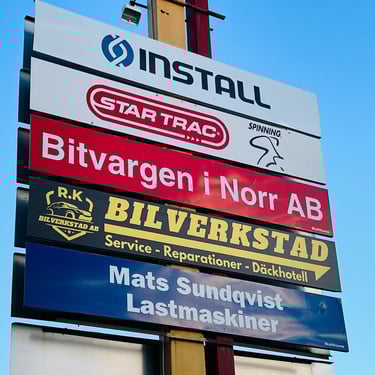 INSTALL
STAR TRAC
SPINNING
Bitvargen i Norr AB
R.K
BILVERKSTAD AB
BILVERKSTAD
Service - Reparationer - Däckhotell
Mats Sundqvist
Lastmaskiner